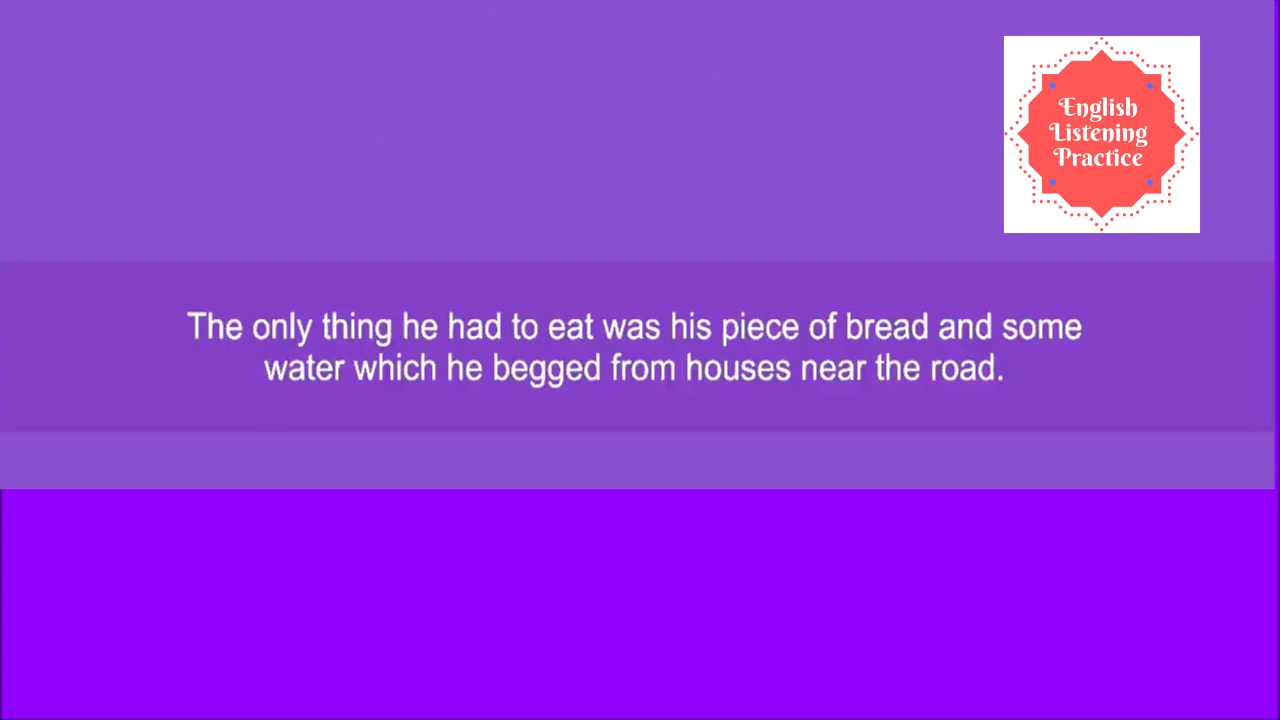 English
Listening
Practice
The only thing he had to eat was his piece of bread and some
water which he begged from houses near the road.